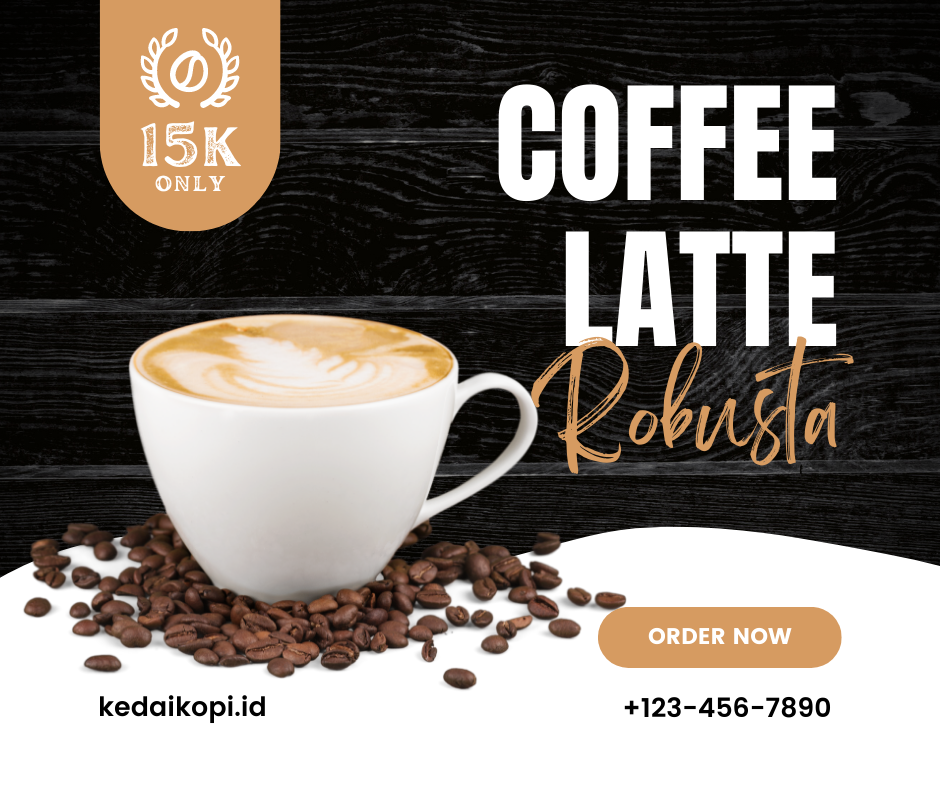 15K
ONLY
COFFEE
LATTE
Robusta
ORDER NOW
kedaikopi.id
+123-456-7890